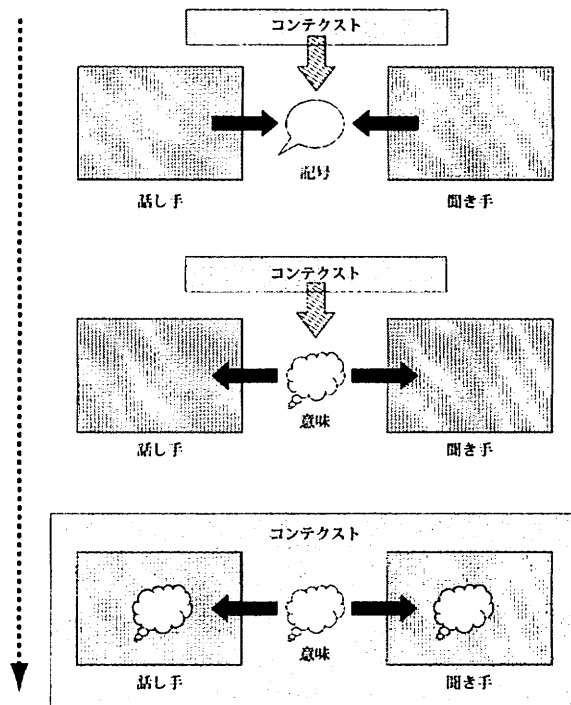 コンテクスト
記号
話し手
聞き手
コンテクスト
意味
話し手
聞き手
コンテクスト
意味
話し手
聞き手